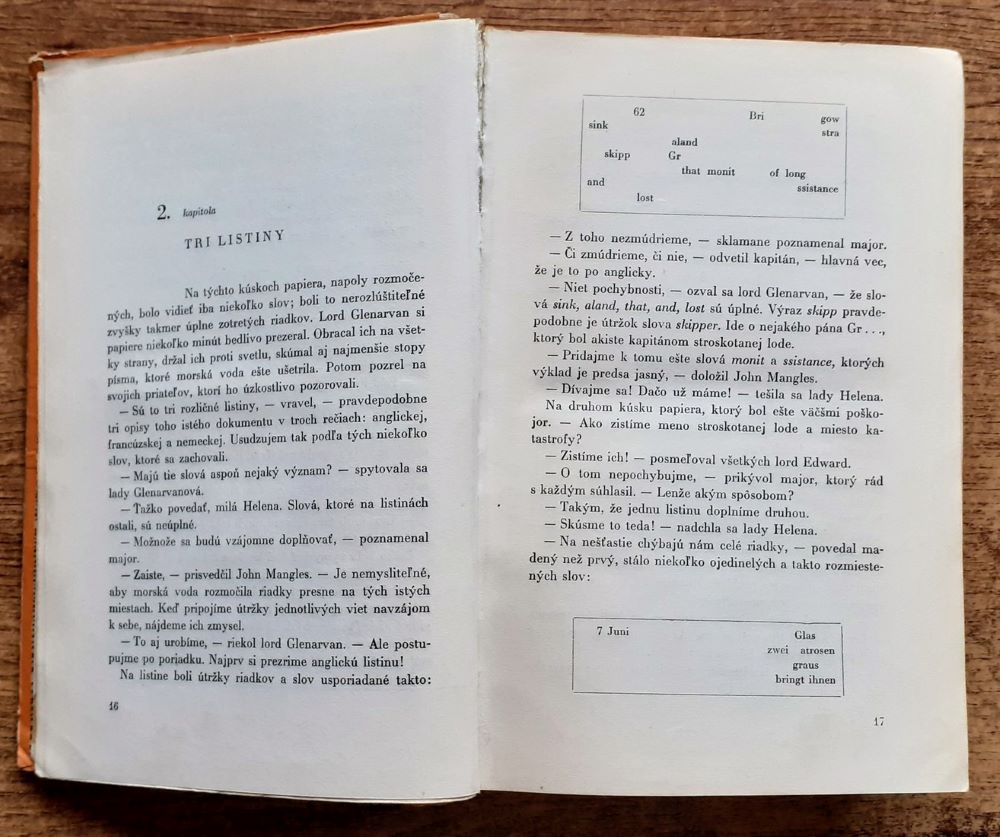 2. kapitola
TRI LISTINY
Na týchto kúskoch papiera, napoly rozmoče-
ných, bolo vidieť iba niekoľko slov; boli to nerozlúštiteľné
zvyšky takmer úplne zotretých riadkov. Lord Glenarvan si
papiere niekoľko minút bedlivo prezeral. Obracal ich na všet-
ky strany, držal ich proti svetlu, skúmal aj najmenšie stopy
písma, ktoré morská voda ešte ušetrila. Potom pozrel na
svojich priateľov, ktorí ho úzkostlivo pozorovali.
— Sú to tri rozličné listiny, — vravel, — pravdepodobne
tri opisy toho istého dokumentu v troch rečiach: anglickej,
francúzskej a nemeckej. Usudzujem tak podľa tých niekoľko
slov, ktoré sa zachovali.
— Majú tie slová aspoň nejaký význam? — spytovala sa
lady Glenarvanová.
— Ťažko povedať, milá Helena. Slová, ktoré na listinách
ostali, sú neúplné.
— Možnože sa budú vzájomne doplňovať, — poznamenal
major.
— Zaiste, — prisvedčil John Mangles. — Je nemysliteľné,
aby morská voda rozmočila riadky presne na tých istých
miestach. Keď pripojíme útržky jednotlivých viet navzájom
k sebe, nájdeme ich zmysel.
— To aj urobíme, — riekol lord Glenarvan. — Ale postu-
pujme po poriadku. Najprv si prezrime anglickú listinu!
Na listine boli útržky riadkov a slov usporiadané takto:
16
62 Bri gow
sink stra
aland
skipp Gr
that monit of long
and ssistance
lost
— Z toho nezmúdrieme, — sklamane poznamenal major.
— Či zmúdrieme, či nie, — odvetil kapitán, — hlavná vec,
že je to po anglicky.
— Niet pochybnosti, — ozval sa lord Glenarvan, — že slo-
vá sink, aland, that, and, lost sú úplné. Výraz skipp pravde-
podobne je útržok slova skipper. Ide o nejakého pána Gr...,
ktorý bol akiste kapitánom stroskotanej lode.
— Pridajme k tomu ešte slová monit a ssistance, ktorých
výklad je predsa jasný, — doložil John Mangles.
— Dívajme sa! Dačo už máme! — tešila sa lady Helena.
Na druhom kúsku papiera, ktorý bol ešte väčšmi poško-
jor. — Ako zistíme meno stroskotanej lode a miesto ka-
tastrofy?
— Zistíme ich! — posmeľoval všetkých lord Edward.
— O tom nepochybujme, — prikývol major, ktorý rád
s každým súhlasil. — Lenže akým spôsobom?
— Takým, že jednu listinu doplníme druhou.
— Skúsme to teda! — nadchla sa lady Helena.
— Na nešťastie chýbajú nám celé riadky, — povedal ma-
dený než prvý, stálo niekoľko ojedinelých a takto rozmieste-
ných slov:
7 Juni Glas
zwei atrosen
graus
bringt ihnen
17